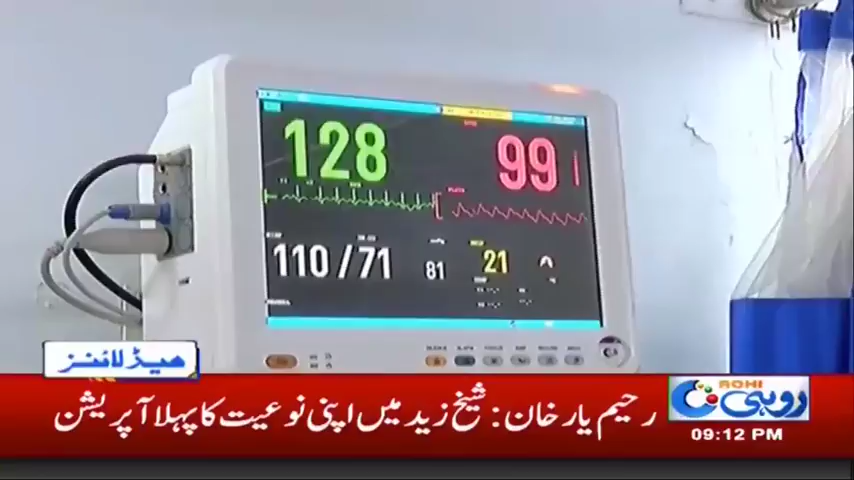 128
99
110/71
81
21
ہیڈلائنز
رحیم یار خان: شیخ زید میں اپنی نوعیت کا پہلا آپریشن
ROHI
روہی
09:12 PM